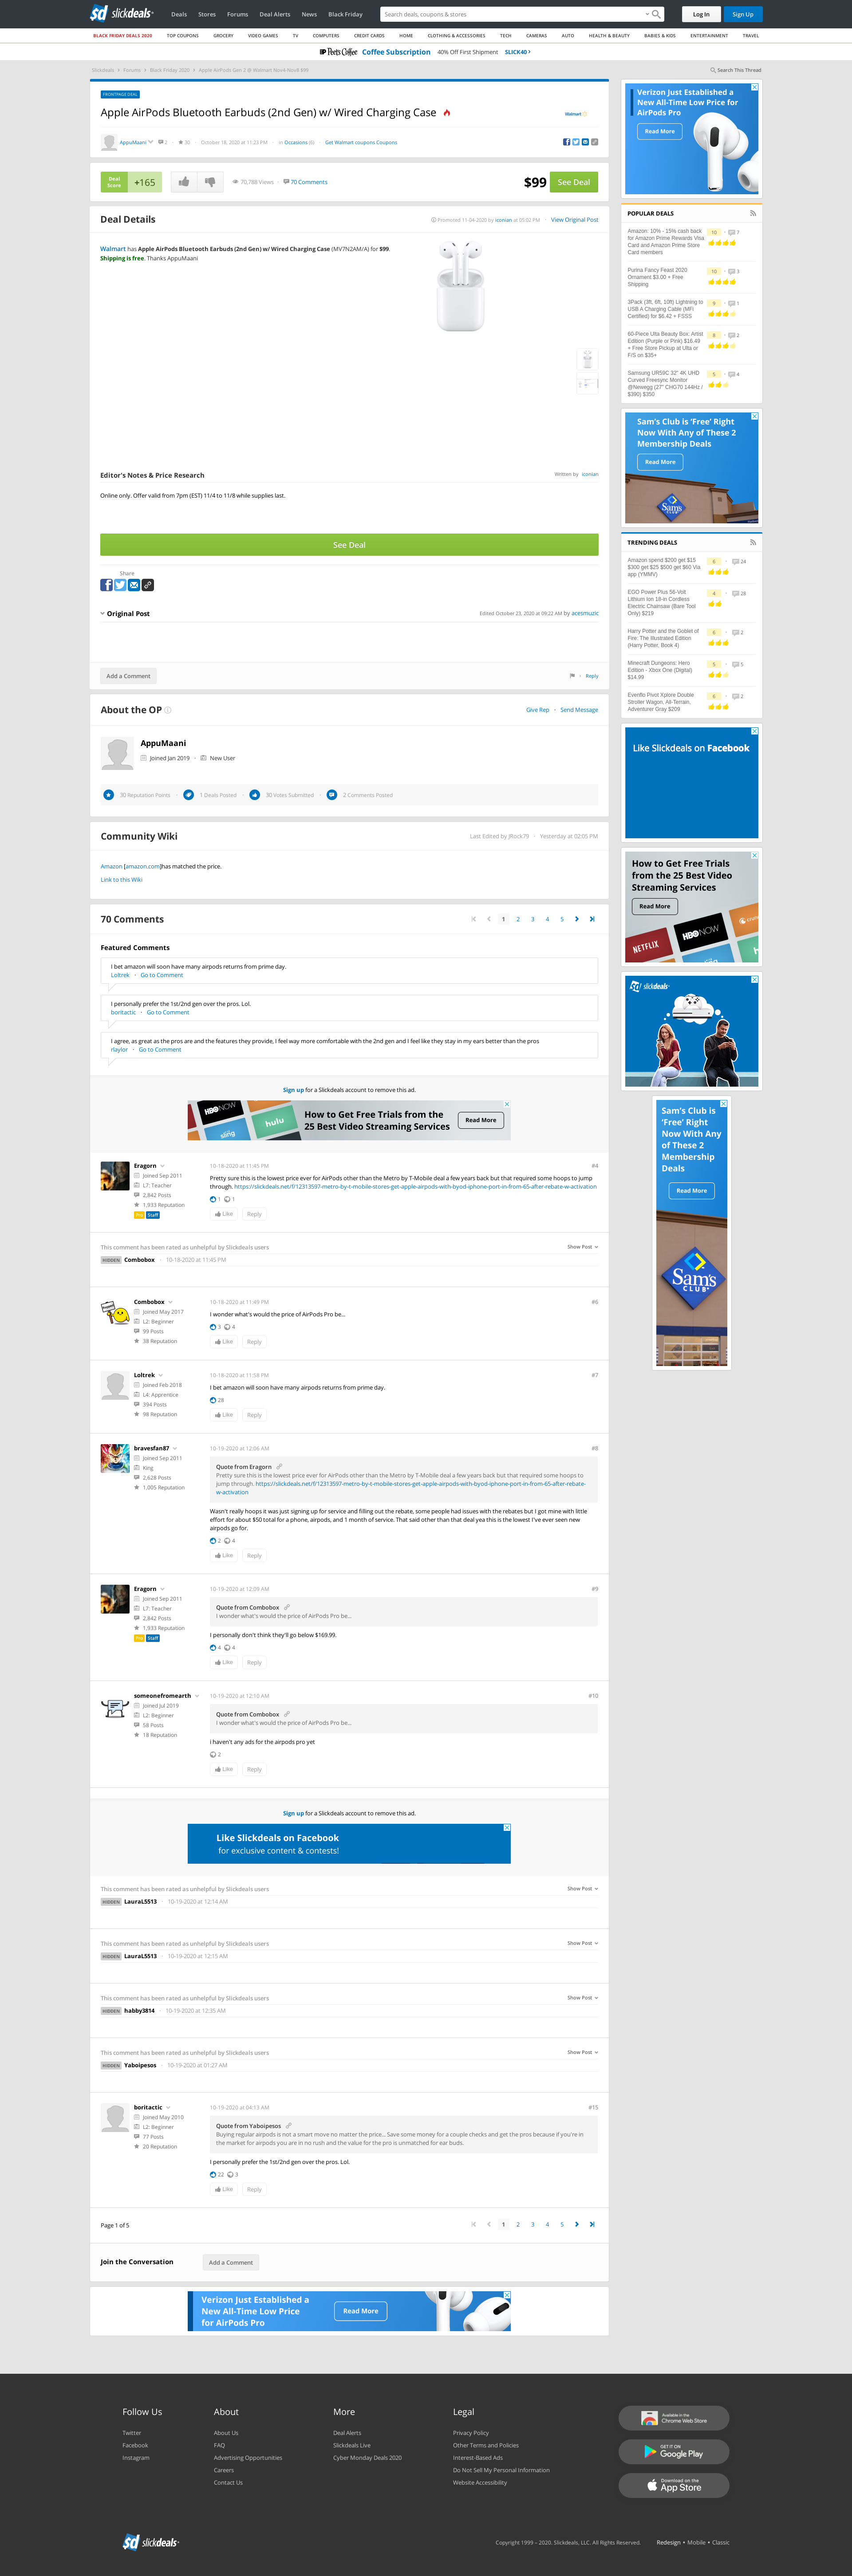 sd slickdeals
Deals Stores Forums Deal Alerts News Black Friday
Search deals, coupons & stores
Log In Sign Up
BLACK FRIDAY DEALS 2020 TOP COUPONS GROCERY VIDEO GAMES TV COMPUTERS CREDIT CARDS HOME CLOTHING & ACCESSORIES TECH CAMERAS AUTO HEALTH & BEAUTY BABIES & KIDS ENTERTAINMENT TRAVEL
Peet's Coffee Coffee Subscription 40% Off First Shipment SLICK40 ›
Slickdeals > Forums > Black Friday 2020 > Apple AirPods Gen 2 @ Walmart Nov4-Nov8 $99
Search This Thread
FRONTPAGE DEAL
Apple AirPods Bluetooth Earbuds (2nd Gen) w/ Wired Charging Case
Walmart
AppuMaani 2 30 October 18, 2020 at 11:23 PM in Occasions (6) Get Walmart coupons Coupons
Deal Score +165
70,788 Views 70 Comments
$99 See Deal
Deal Details
Promoted 11-04-2020 by iconian at 05:02 PM View Original Post
Walmart has Apple AirPods Bluetooth Earbuds (2nd Gen) w/ Wired Charging Case (MV7N2AM/A) for $99.
Shipping is free. Thanks AppuMaani
Editor's Notes & Price Research
Written by iconian
Online only. Offer valid from 7pm (EST) 11/4 to 11/8 while supplies last.
See Deal
Share
Original Post
Edited October 23, 2020 at 09:22 AM by acesmuzic
Add a Comment
Reply
About the OP
Give Rep · Send Message
AppuMaani
Joined Jan 2019 New User
30 Reputation Points 1 Deals Posted 30 Votes Submitted 2 Comments Posted
Community Wiki
Last Edited by JRock79 Yesterday at 02:05 PM
Amazon [amazon.com]has matched the price.
Link to this Wiki
70 Comments
1 2 3 4 5
Featured Comments
I bet amazon will soon have many airpods returns from prime day.
Loltrek · Go to Comment
I personally prefer the 1st/2nd gen over the pros. Lol.
boritactic · Go to Comment
I agree, as great as the pros are and the features they provide, I feel way more comfortable with the 2nd gen and I feel like they stay in my ears better than the pros
rlaylor · Go to Comment
Sign up for a Slickdeals account to remove this ad.
HBO NOW sling hulu
How to Get Free Trials from the
25 Best Video Streaming Services
Read More
Eragorn
Joined Sep 2011
L7: Teacher
2,842 Posts
1,933 Reputation
Pro Staff
10-18-2020 at 11:45 PM #4
Pretty sure this is the lowest price ever for AirPods other than the Metro by T-Mobile deal a few years back but that required some hoops to jump
through. https://slickdeals.net/f/12313597-metro-by-t-mobile-stores-get-apple-airpods-with-byod-iphone-port-in-from-65-after-rebate-w-activation
1 1
Like Reply
This comment has been rated as unhelpful by Slickdeals users
Show Post
HIDDEN Combobox · 10-18-2020 at 11:45 PM
Combobox
Joined May 2017
L2: Beginner
99 Posts
38 Reputation
10-18-2020 at 11:49 PM #6
I wonder what's would the price of AirPods Pro be...
3 4
Like Reply
Loltrek
Joined Feb 2018
L4: Apprentice
394 Posts
98 Reputation
10-18-2020 at 11:58 PM #7
I bet amazon will soon have many airpods returns from prime day.
28
Like Reply
bravesfan87
Joined Sep 2011
King
2,628 Posts
1,005 Reputation
10-19-2020 at 12:06 AM #8
Quote from Eragorn
Pretty sure this is the lowest price ever for AirPods other than the Metro by T-Mobile deal a few years back but that required some hoops to
jump through. https://slickdeals.net/f/12313597-metro-by-t-mobile-stores-get-apple-airpods-with-byod-iphone-port-in-from-65-after-rebate-
w-activation
Wasn't really hoops it was just signing up for service and filling out the rebate, some people had issues with the rebates but I got mine with little
effort for about $50 total for a phone, airpods, and 1 month of service. That said other than that deal yea this is the lowest I've ever seen new
airpods go for.
2 4
Like Reply
Eragorn
Joined Sep 2011
L7: Teacher
2,842 Posts
1,933 Reputation
Pro Staff
10-19-2020 at 12:09 AM #9
Quote from Combobox
I wonder what's would the price of AirPods Pro be...
I personally don't think they'll go below $169.99.
4 4
Like Reply
someonefromearth
Joined Jul 2019
L2: Beginner
58 Posts
18 Reputation
10-19-2020 at 12:10 AM #10
Quote from Combobox
I wonder what's would the price of AirPods Pro be...
i haven't any ads for the airpods pro yet
2
Like Reply
Sign up for a Slickdeals account to remove this ad.
Like Slickdeals on Facebook
for exclusive content & contests!
This comment has been rated as unhelpful by Slickdeals users
Show Post
HIDDEN LauraL5513 · 10-19-2020 at 12:14 AM
This comment has been rated as unhelpful by Slickdeals users
Show Post
HIDDEN LauraL5513 · 10-19-2020 at 12:15 AM
This comment has been rated as unhelpful by Slickdeals users
Show Post
HIDDEN habby3814 · 10-19-2020 at 12:35 AM
This comment has been rated as unhelpful by Slickdeals users
Show Post
HIDDEN Yaboipesos · 10-19-2020 at 01:27 AM
boritactic
Joined May 2010
L2: Beginner
77 Posts
20 Reputation
10-19-2020 at 04:13 AM #15
Quote from Yaboipesos
Buying regular airpods is not a smart move no matter the price... Save some money for a couple checks and get the pros because if you're in
the market for airpods you are in no rush and the value for the pro is unmatched for ear buds.
I personally prefer the 1st/2nd gen over the pros. Lol.
22 3
Like Reply
Page 1 of 5
1 2 3 4 5
Join the Conversation
Add a Comment
Verizon Just Established a
New All-Time Low Price
for AirPods Pro
Read More
Verizon Just Established a
New All-Time Low Price for
AirPods Pro
Read More
POPULAR DEALS
Amazon: 10% - 15% cash back
for Amazon Prime Rewards Visa
Card and Amazon Prime Store
Card members
10 7
Purina Fancy Feast 2020
Ornament $3.00 + Free
Shipping
10 3
3Pack (3ft, 6ft, 10ft) Lightning to
USB A Charging Cable (MFi
Certified) for $6.42 + FSSS
9 1
60-Piece Ulta Beauty Box: Artist
Edition (Purple or Pink) $16.49
+ Free Store Pickup at Ulta or
F/S on $35+
8 2
Samsung UR59C 32" 4K UHD
Curved Freesync Monitor
@Newegg (27" CHG70 144Hz /
$390) $350
5 4
Sam's Club is 'Free' Right
Now With Any of These 2
Membership Deals
Read More
Sam's
TRENDING DEALS
Amazon spend $200 get $15
$300 get $25 $500 get $60 Via
app (YMMV)
6 24
EGO Power Plus 56-Volt
Lithium Ion 18-in Cordless
Electric Chainsaw (Bare Tool
Only) $219
4 28
Harry Potter and the Goblet of
Fire: The Illustrated Edition
(Harry Potter, Book 4)
6 2
Minecraft Dungeons: Hero
Edition - Xbox One (Digital)
$14.99
5 5
Evenflo Pivot Xplore Double
Stroller Wagon, All-Terrain,
Adventurer Gray $209
6 2
Like Slickdeals on Facebook
How to Get Free Trials
from the 25 Best Video
Streaming Services
Read More
NETFLIX HBO NOW sling hulu
sd slickdeals
Sam's Club is
'Free' Right
Now With Any
of These 2
Membership
Deals
Read More
Sam's
CLUB
Follow Us
Twitter
Facebook
Instagram
About
About Us
FAQ
Advertising Opportunities
Careers
Contact Us
More
Deal Alerts
Slickdeals Live
Cyber Monday Deals 2020
Legal
Privacy Policy
Other Terms and Policies
Interest-Based Ads
Do Not Sell My Personal Information
Website Accessibility
Available in the
Chrome Web Store
GET IT ON
Google Play
Download on the
App Store
sd slickdeals
Copyright 1999 – 2020. Slickdeals, LLC. All Rights Reserved. Redesign • Mobile • Classic